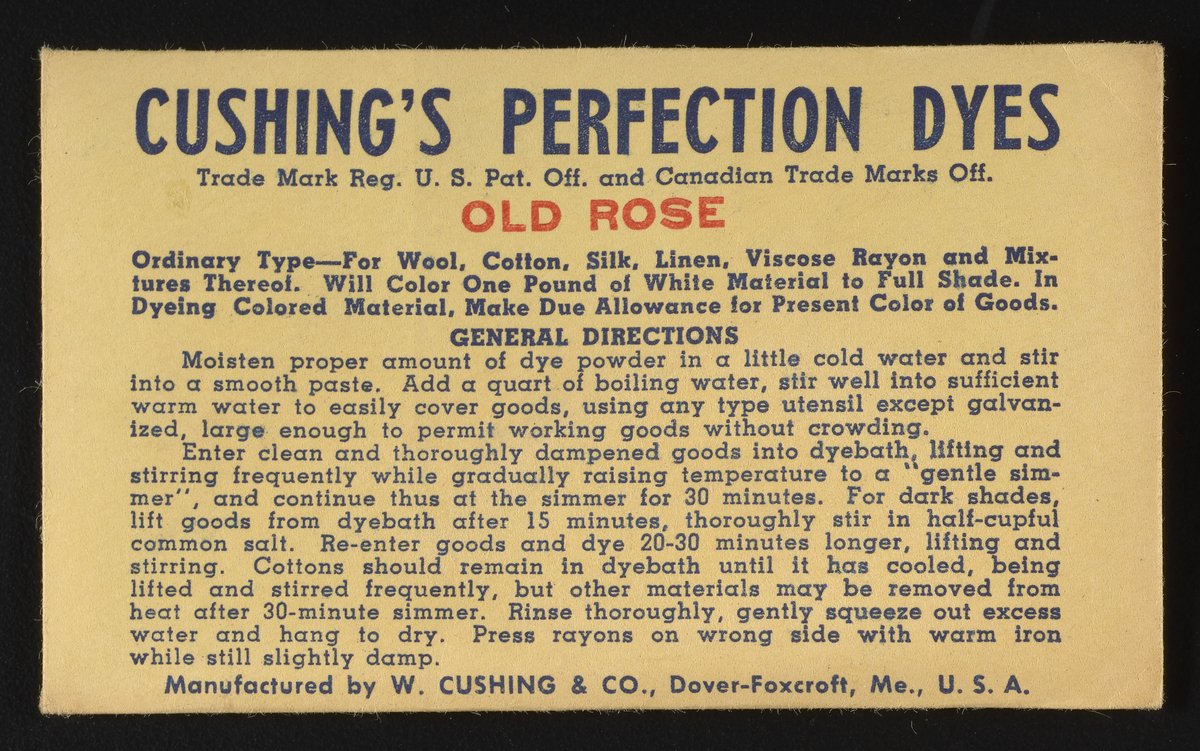 CUSHING'S PERFECTION DYES
Trade Mark Reg. U. S. Pat. Off. and Canadian Trade Marks Off.
OLD ROSE
Ordinary Type—For Wool, Cotton, Silk, Linen, Viscose Rayon and Mix-
tures Thereof. Will Color One Pound of White Material to Full Shade. In
Dyeing Colored Material, Make Due Allowance for Present Color of Goods.
GENERAL DIRECTIONS
Moisten proper amount of dye powder in a little cold water and stir
into a smooth paste. Add a quart of boiling water, stir well into sufficient
warm water to easily cover goods, using any type utensil except galvan-
ized, large enough to permit working goods without crowding.
Enter clean and thoroughly dampened goods into dyebath, lifting and
stirring frequently while gradually raising temperature to a "gentle sim-
mer", and continue thus at the simmer for 30 minutes. For dark shades,
lift goods from dyebath after 15 minutes, thoroughly stir in half-cupful
common salt. Re-enter goods and dye 20-30 minutes longer, lifting and
stirring. Cottons should remain in dyebath until it has cooled, being
lifted and stirred frequently, but other materials may be removed from
heat after 30-minute simmer. Rinse thoroughly, gently squeeze out excess
water and hang to dry. Press rayons on wrong side with warm iron
while still slightly damp.
Manufactured by W. CUSHING & CO., Dover-Foxcroft, Me., U. S. A.